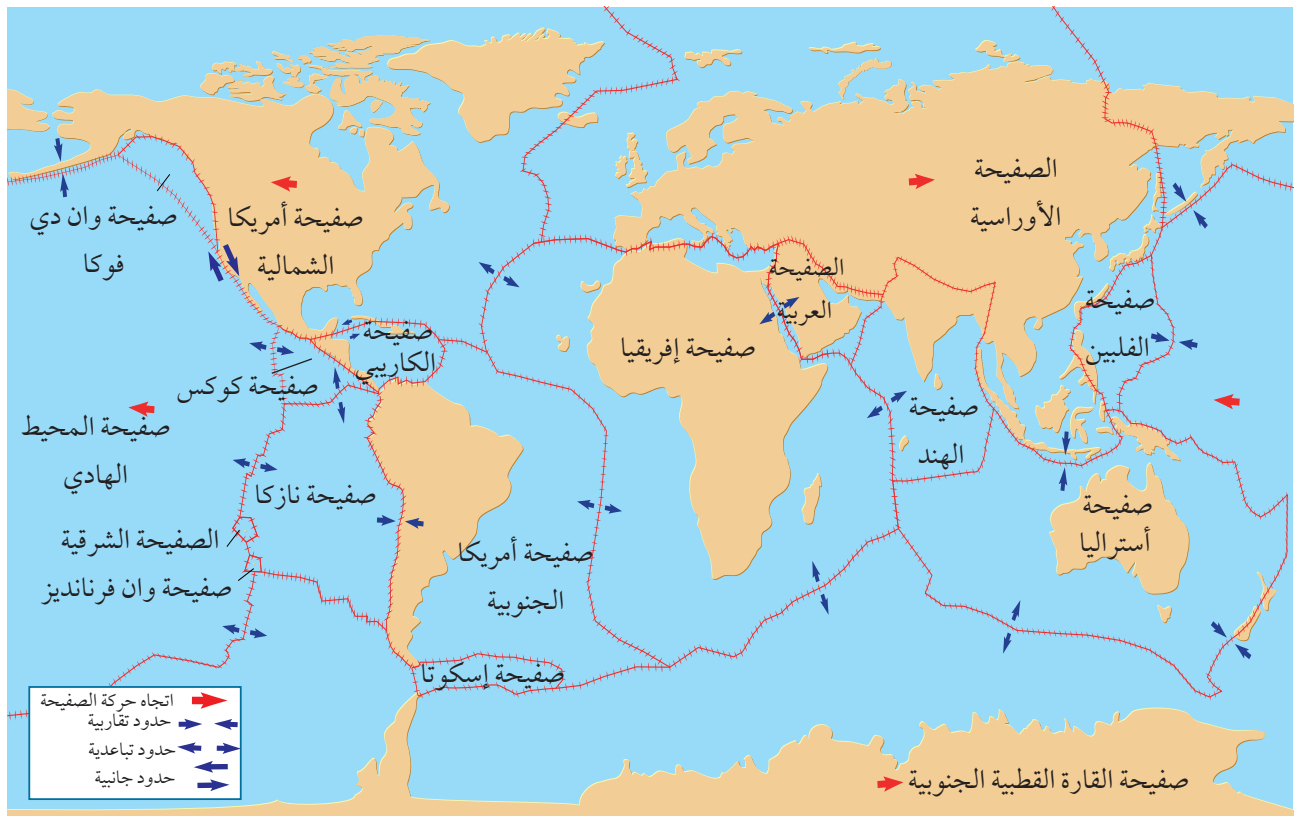 الصفيحة
الأوراسية
صفيحة أمريكا
الشمالية
صفيحة وان دي
فوكا
الصفيحة
العربية
صفيحة
الفلبين
صفيحة
الكاريبي
صفيحة إفريقيا
صفيحة كوكس
صفيحة
الهند
صفيحة المحيط
الهادي
صفيحة نازكا
صفيحة
أستراليا
الصفيحة الشرقية
صفيحة أمريكا
الجنوبية
صفيحة وان فرنانديز
صفيحة إسكوتا
صفيحة القارة القطبية الجنوبية
اتجاه حركة الصفيحة
حدود تقاربية
حدود تباعدية
حدود جانبية